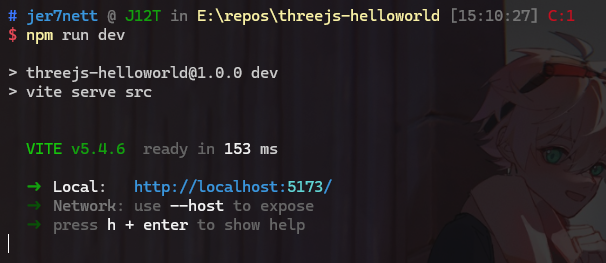 # jer7nett @ J12T in E:\repos\threejs-helloworld [15:10:27] C:1
$ npm run dev
> threejs-helloworld@1.0.0 dev
> vite serve src
VITE v5.4.6 ready in 153 ms
➜ Local: http://localhost:5173/
➜ Network: use --host to expose
➜ press h + enter to show help